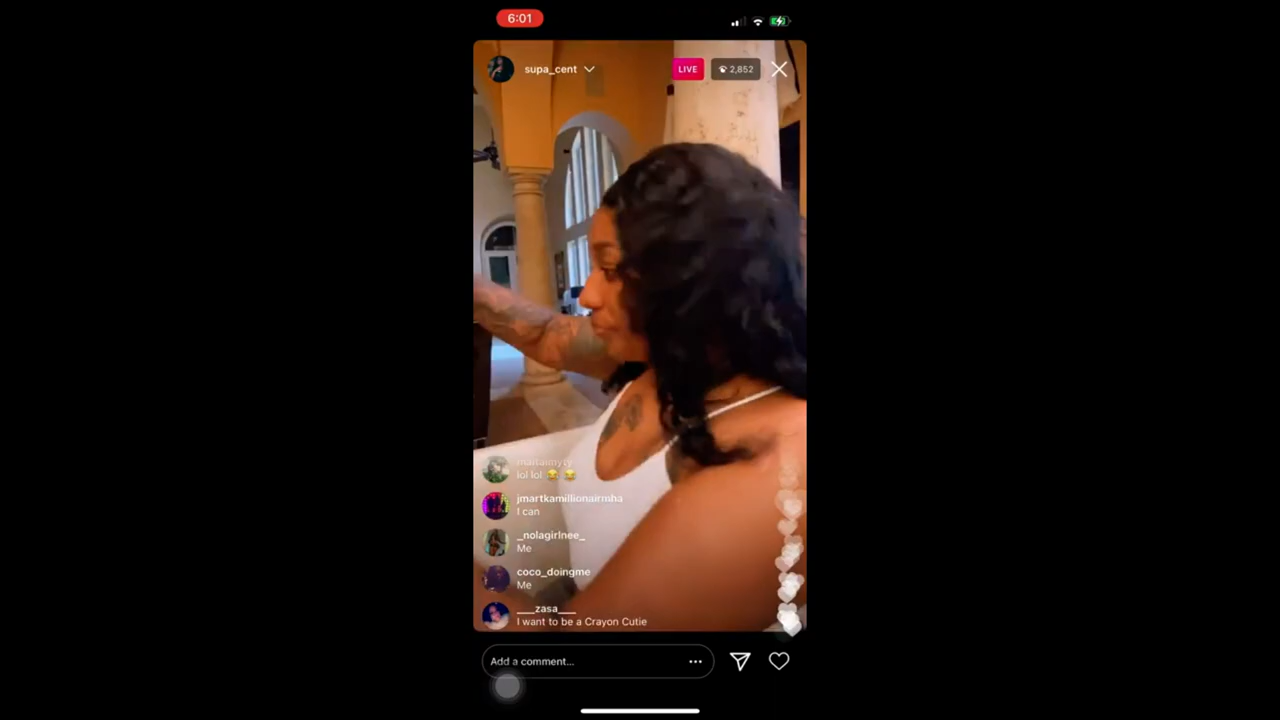 6:01
supa_cent
LIVE
2,852
lol lol 😂 😂
jmartkamillionairmha
I can
_nolagirlnee_
Me
coco_doingme
Me
___zasa___
I want to be a Crayon Cutie
Add a comment...